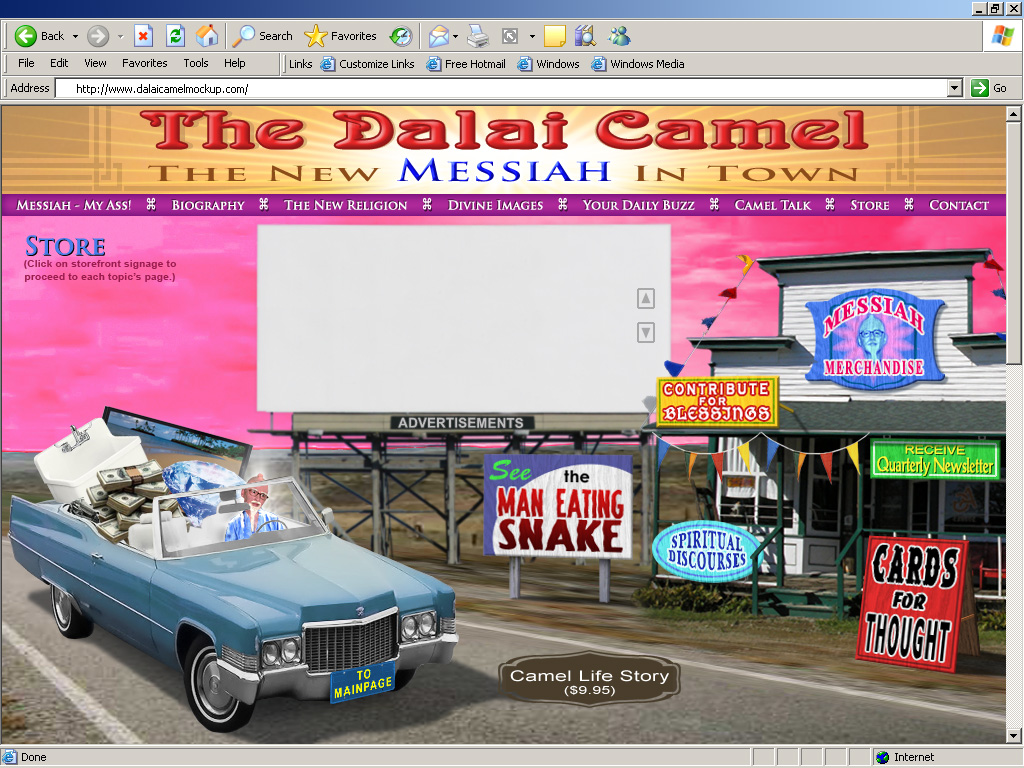 Back
Search
Favorites
File Edit View Favorites Tools Help
Links Customize Links Free Hotmail Windows Windows Media
Address http://www.dalaicamelmockup.com/ Go
The Dalai Camel
The New Messiah In Town
Messiah - My Ass! Biography The New Religion Divine Images Your Daily Buzz Camel Talk Store Contact
Store
(Click on storefront signage to
proceed to each topic's page.)
MESSIAH
MERCHANDISE
CONTRIBUTE
FOR
BLESSINGS
ADVERTISEMENTS
RECEIVE
Quarterly Newsletter
See the
MAN EATING
SNAKE
SPIRITUAL
DISCOURSES
CARDS
FOR
THOUGHT
TO
MAINPAGE
Camel Life Story
($9.95)
Done Internet